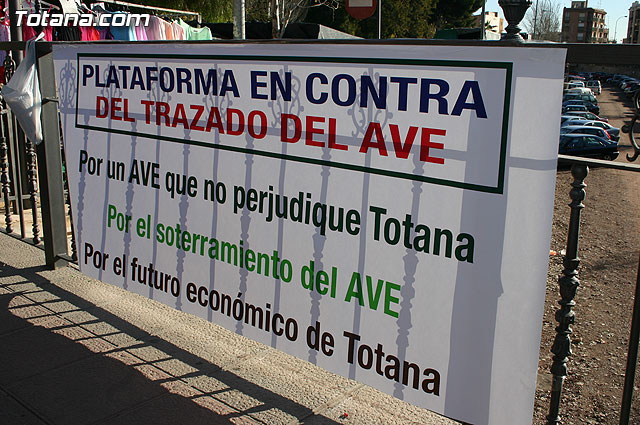 Totana.com
PLATAFORMA EN CONTRA
DEL TRAZADO DEL AVE
Por un AVE que no perjudique Totana
Por el soterramiento del AVE
Por el futuro económico de Totana